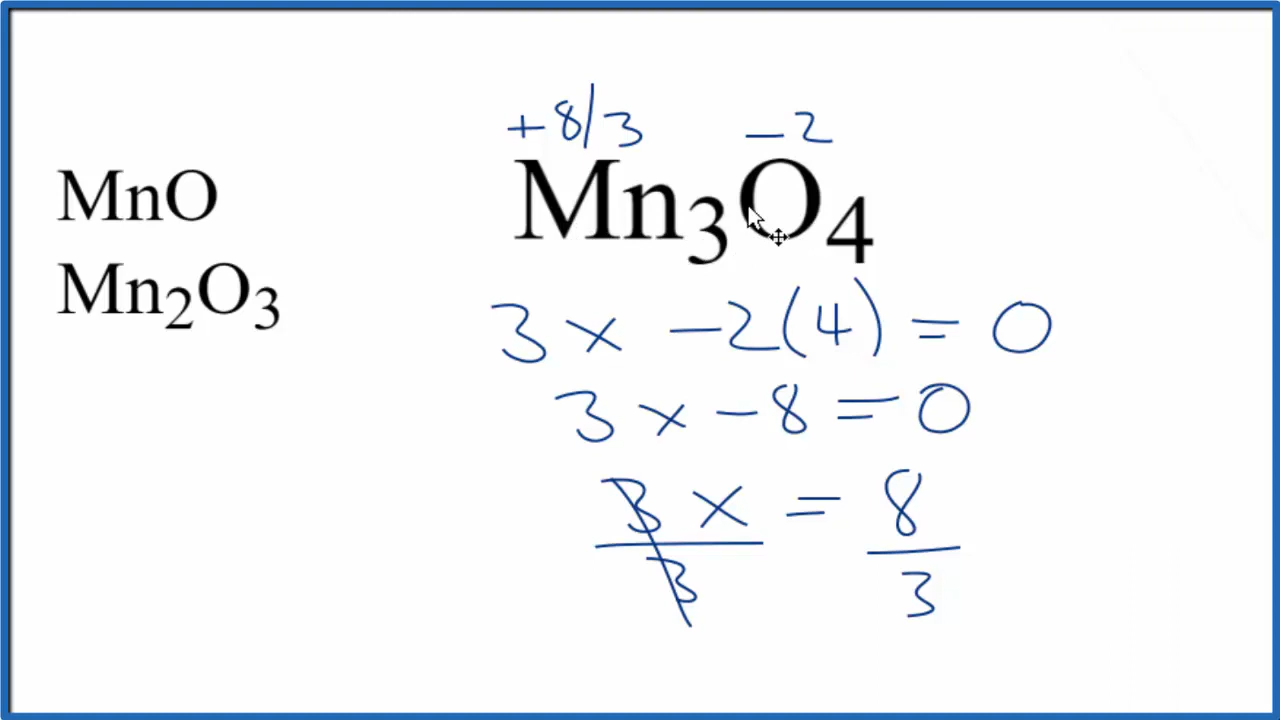 MnO
Mn₂O₃
+8/3 -2
Mn₃O₄
3x -2(4) = 0
3x - 8 = 0
3x/3 = 8/3